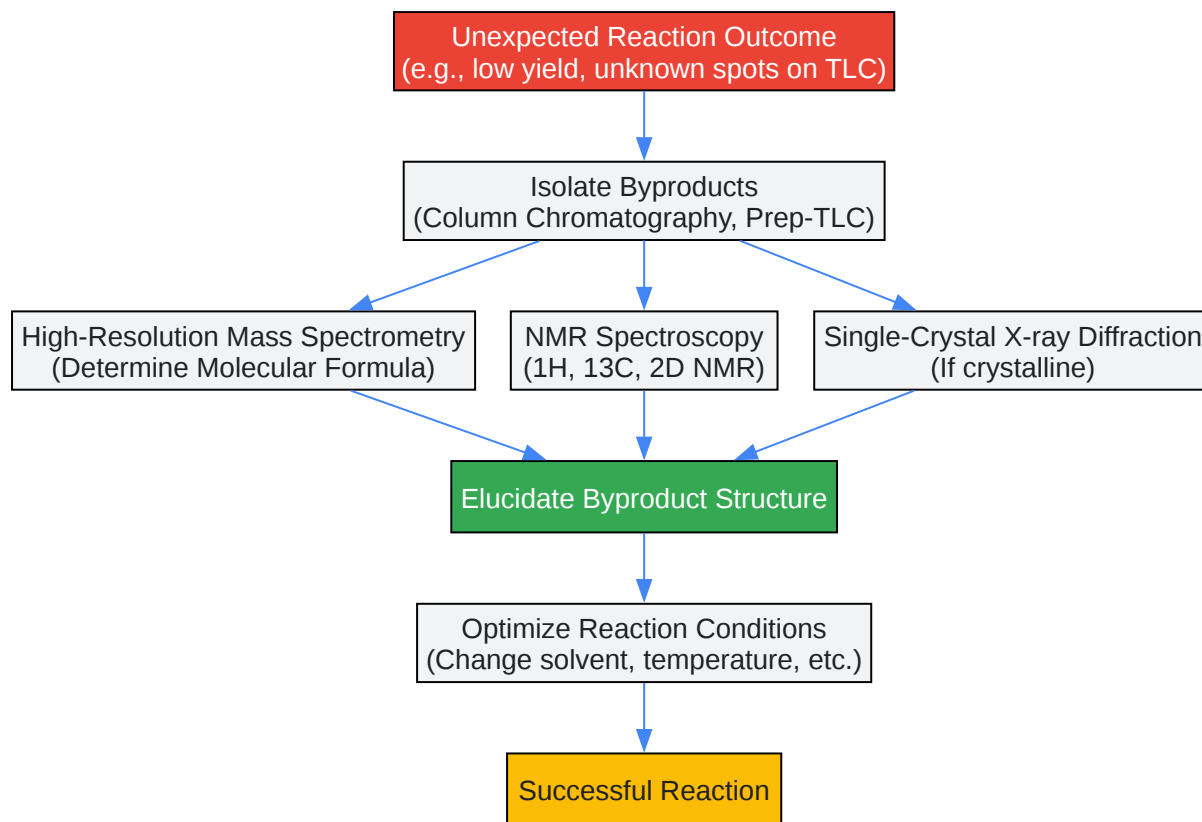 Unexpected Reaction Outcome
(e.g., low yield, unknown spots on TLC)
Isolate Byproducts
(Column Chromatography, Prep-TLC)
High-Resolution Mass Spectrometry
(Determine Molecular Formula)
NMR Spectroscopy
(1H, 13C, 2D NMR)
Single-Crystal X-ray Diffraction
(If crystalline)
Elucidate Byproduct Structure
Optimize Reaction Conditions
(Change solvent, temperature, etc.)
Successful Reaction